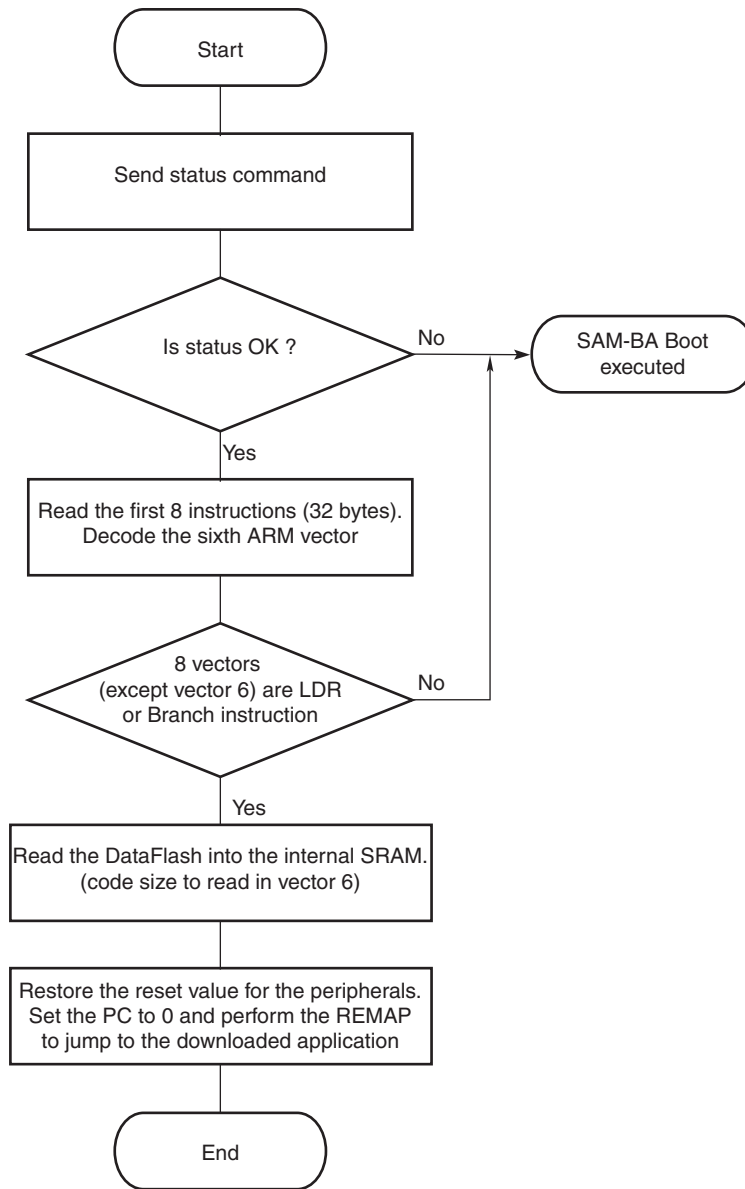 Start
Send status command
Is status OK ?
No
SAM-BA Boot
executed
Yes
Read the first 8 instructions (32 bytes).
Decode the sixth ARM vector
8 vectors
(except vector 6) are LDR
or Branch instruction
No
Yes
Read the DataFlash into the internal SRAM.
(code size to read in vector 6)
Restore the reset value for the peripherals.
Set the PC to 0 and perform the REMAP
to jump to the downloaded application
End